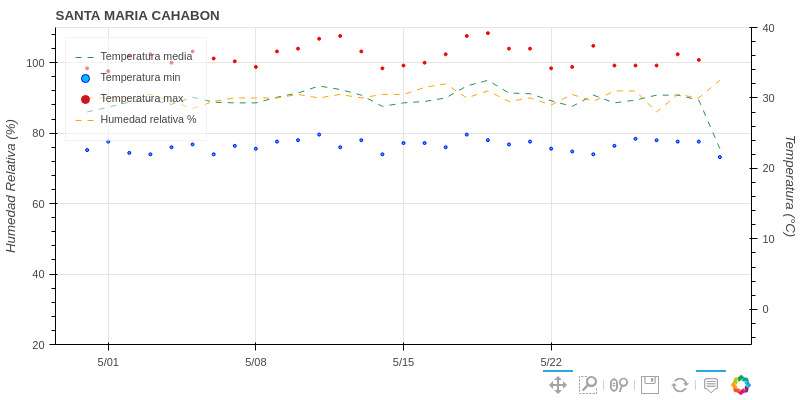 SANTA MARIA CAHABON
Temperatura media
Temperatura min
Temperatura max
Humedad relativa %
Humedad Relativa (%)
100
80
60
40
20
40
30
20
10
0
Temperatura (°C)
5/01
5/08
5/15
5/22